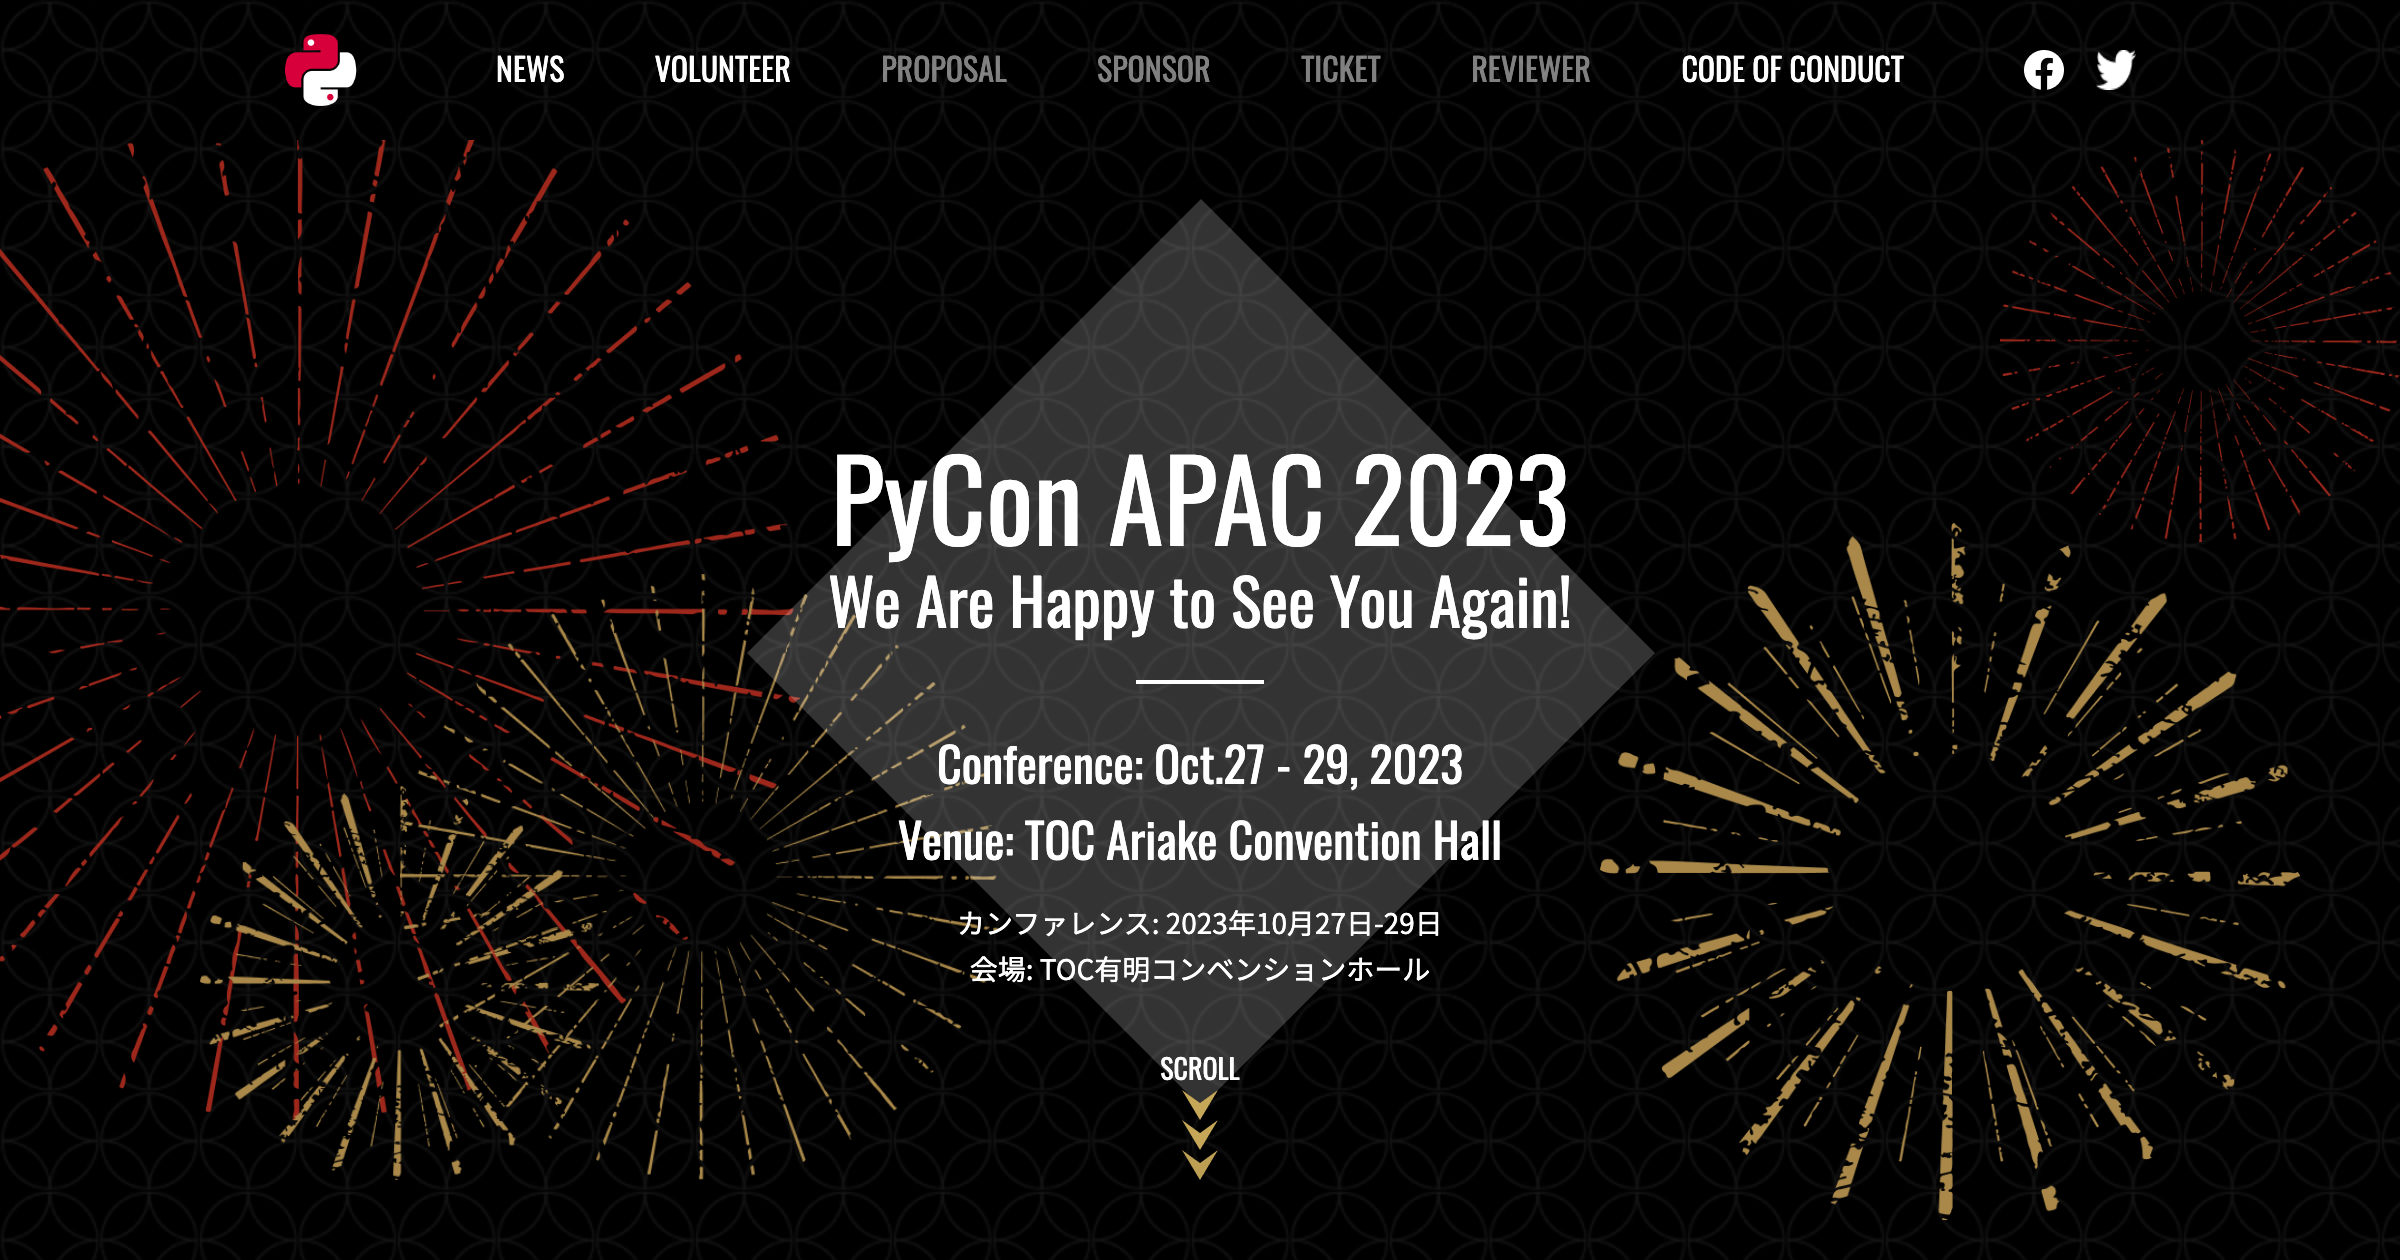 NEWS VOLUNTEER PROPOSAL SPONSOR TICKET REVIEWER CODE OF CONDUCT
PyCon APAC 2023
We Are Happy to See You Again!
Conference: Oct.27 - 29, 2023
Venue: TOC Ariake Convention Hall
カンファレンス: 2023年10月27日-29日
会場: TOC有明コンベンションホール
SCROLL